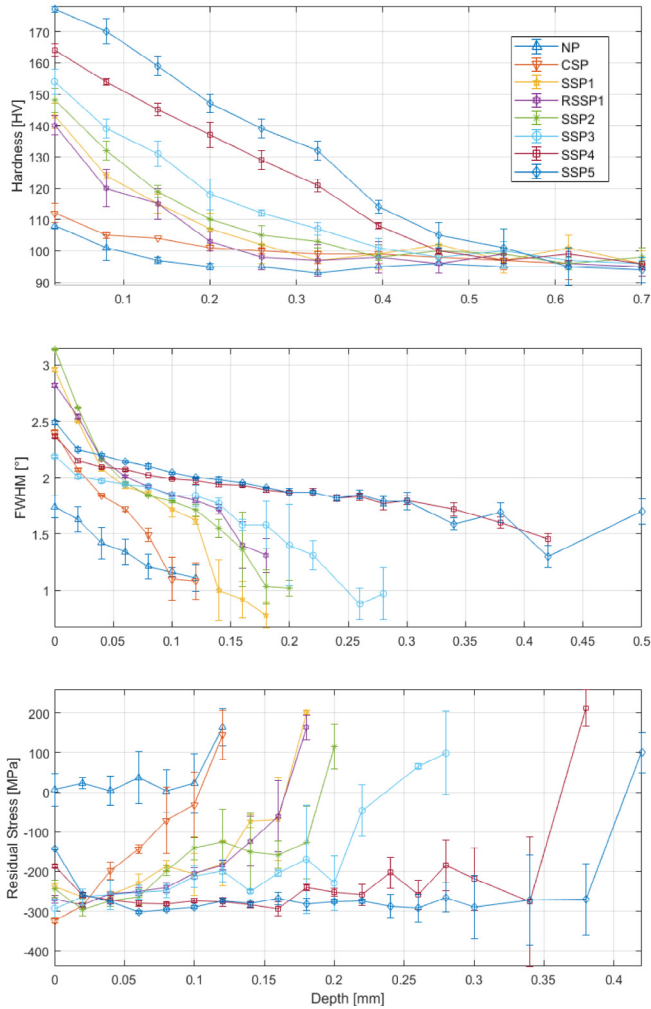 170
160
150
140
130
120
110
100
90
Hardness [HV]
NP
CSP
SSP1
RSSP1
SSP2
SSP3
SSP4
SSP5
0.1 0.2 0.3 0.4 0.5 0.6 0.7
3
2.5
2
1.5
1
FWHM [°]
0 0.05 0.1 0.15 0.2 0.25 0.3 0.35 0.4 0.45 0.5
200
100
0
-100
-200
-300
-400
Residual Stress [MPa]
0 0.05 0.1 0.15 0.2 0.25 0.3 0.35 0.4
Depth [mm]